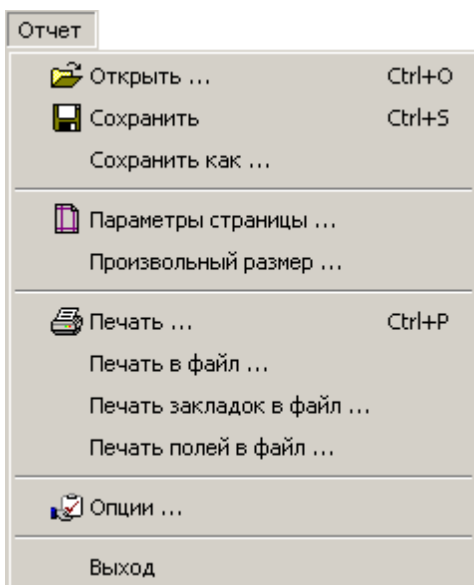 Отчет
Открыть ... Ctrl+O
Сохранить Ctrl+S
Сохранить как ...
Параметры страницы ...
Произвольный размер ...
Печать ... Ctrl+P
Печать в файл ...
Печать закладок в файл ...
Печать полей в файл ...
Опции ...
Выход